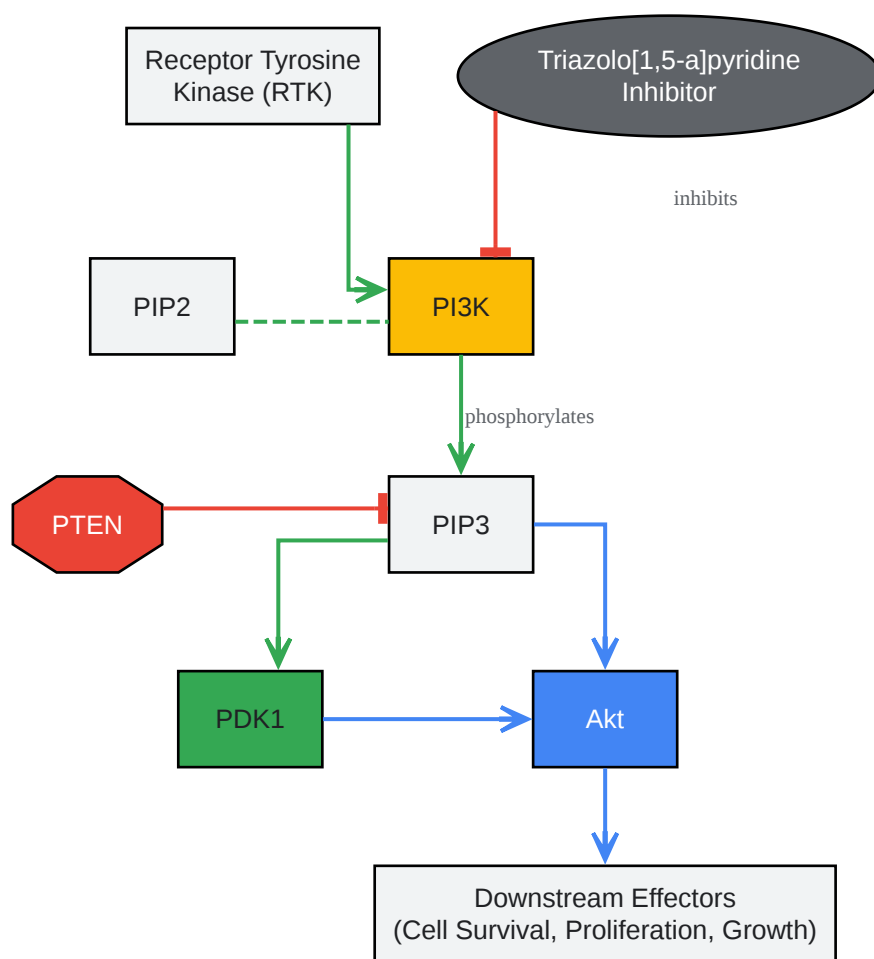 Receptor Tyrosine
Kinase (RTK)
Triazolo[1,5-a]pyridine
Inhibitor
inhibits
PIP2
PI3K
phosphorylates
PTEN
PIP3
PDK1
Akt
Downstream Effectors
(Cell Survival, Proliferation, Growth)